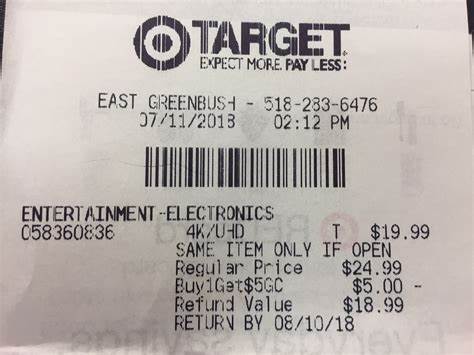 TARGET
EXPECT MORE. PAY LESS:
EAST GREENBUSH - 518-283-6476
07/11/2018 02:12 PM
ENTERTAINMENT-ELECTRONICS
058360836 4K/UHD T $19.99
SAME ITEM ONLY IF OPEN
Regular Price $24.99
Buy1Get$5GC $5.00-
Refund Value $18.99
RETURN BY 08/10/18